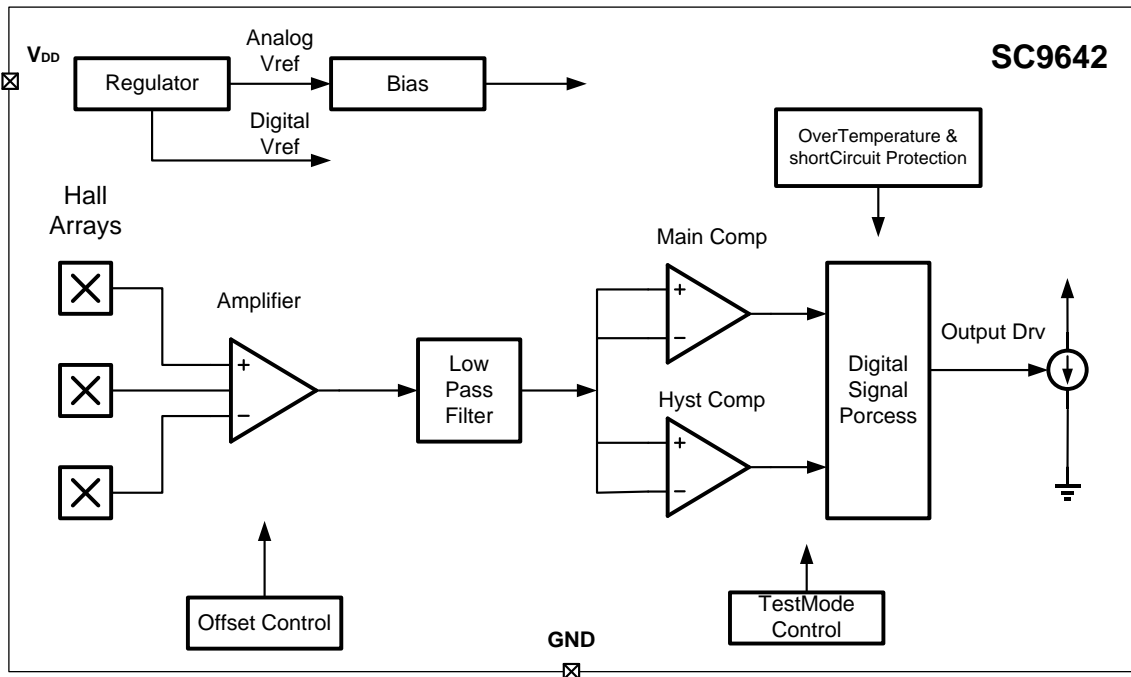 SC9642
VDD
Analog
Vref
Regulator
Bias
Digital
Vref
OverTemperature &
shortCircuit Protection
Hall
Arrays
Main Comp
Amplifier
+
−
+
−
Low
Pass
Filter
Digital
Signal
Porcess
Output Drv
Hyst Comp
+
−
Offset Control
TestMode
Control
GND